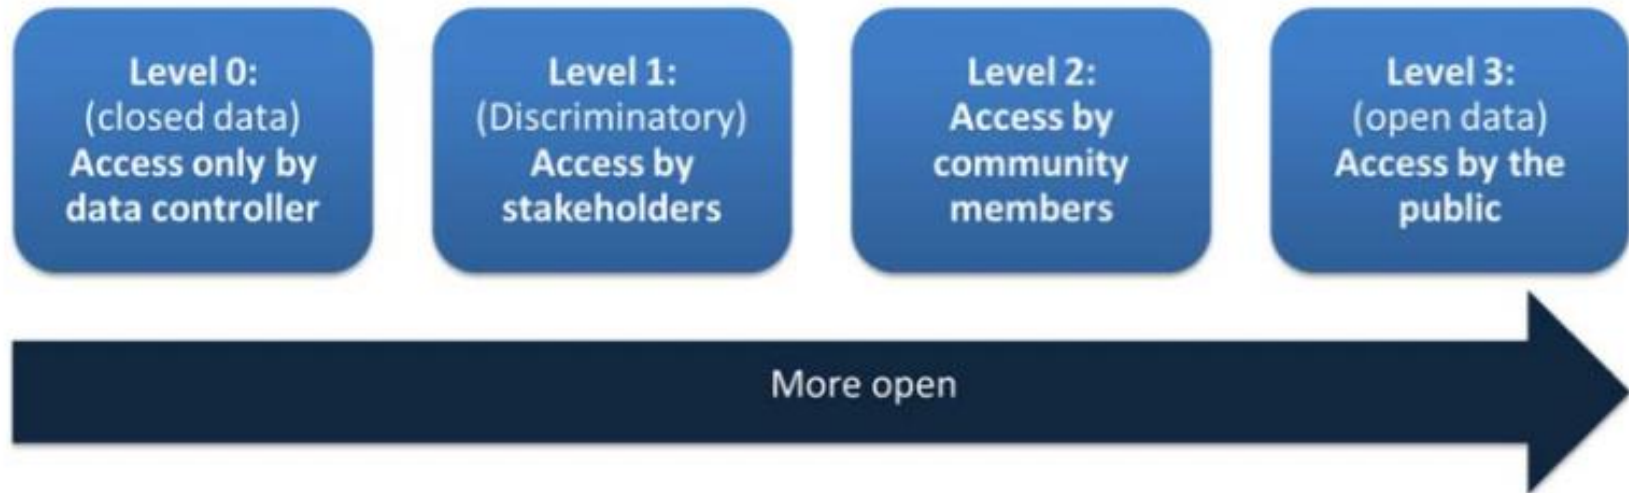 Level 0:
(closed data)
Access only by
data controller
Level 1:
(Discriminatory)
Access by
stakeholders
Level 2:
Access by
community
members
Level 3:
(open data)
Access by the
public
More open